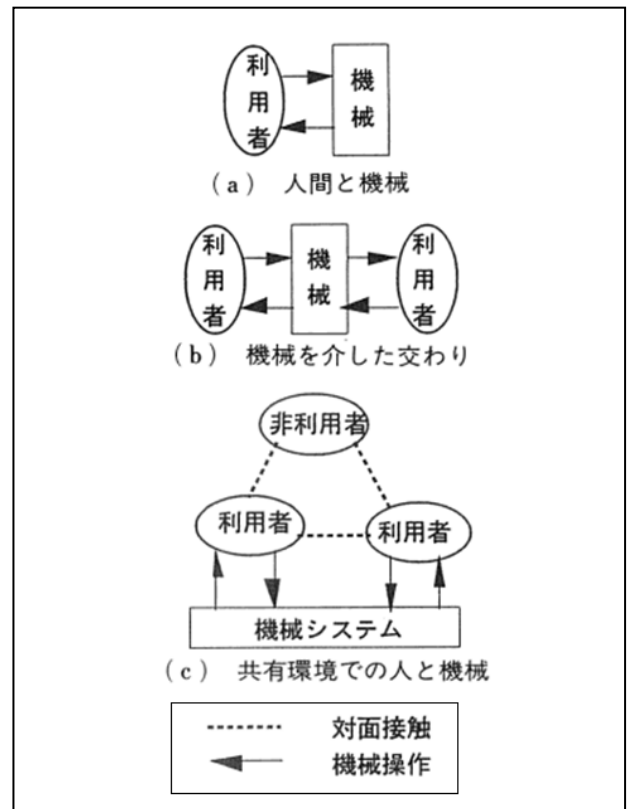 利用者
機械
(a) 人間と機械
利用者
機械
利用者
(b) 機械を介した交わり
非利用者
利用者
利用者
機械システム
(c) 共有環境での人と機械
対面接触
機械操作